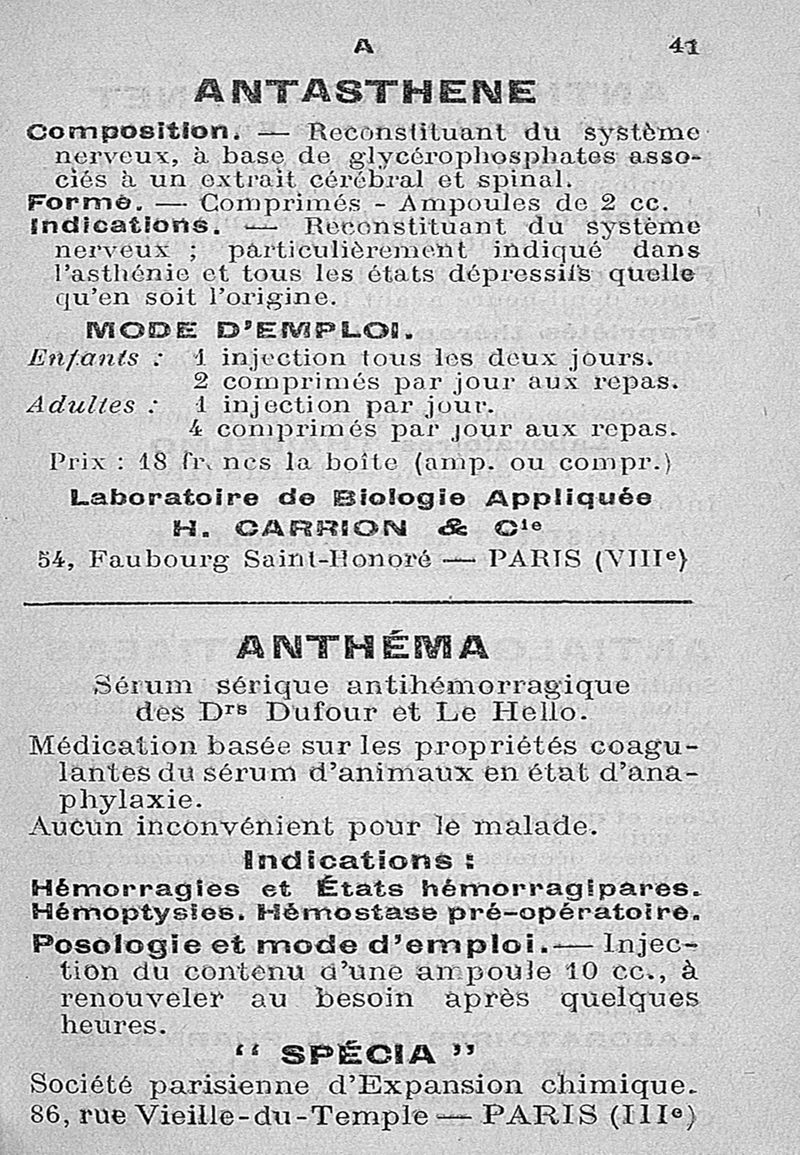 A 41
ANTASTHENE
Composition. — Reconstituant du système
nerveux, à base de glycérophosphates asso-
ciés à un extrait cérébral et spinal.
Forme. — Comprimés - Ampoules de 2 cc.
Indications. — Reconstituant du système
nerveux ; particulièrement indiqué dans
l'asthénie et tous les états dépressifs quelle
qu'en soit l'origine.
MODE D'EMPLOI.
Enfants : 1 injection tous les deux jours.
2 comprimés par jour aux repas.
Adultes : 1 injection par jour.
4 comprimés par jour aux repas.
Prix : 18 francs la boîte (amp. ou compr.)
Laboratoire de Biologie Appliquée
H. CARRION & Cie
54, Faubourg Saint-Honoré — PARIS (VIIIe)
ANTHÉMA
Sérum sérique antihémorragique
des Drs Dufour et Le Hello.
Médication basée sur les propriétés coagu-
lantes du sérum d'animaux en état d'ana-
phylaxie.
Aucun inconvénient pour le malade.
Indications :
Hémorragies et États hémorragipares.
Hémoptysies. Hémostase pré-opératoire.
Posologie et mode d'emploi. — Injec-
tion du contenu d'une ampoule 10 cc., à
renouveler au besoin après quelques
heures.
“ SPÉCIA ”
Société parisienne d'Expansion chimique.
86, rue Vieille-du-Temple — PARIS (IIIe)